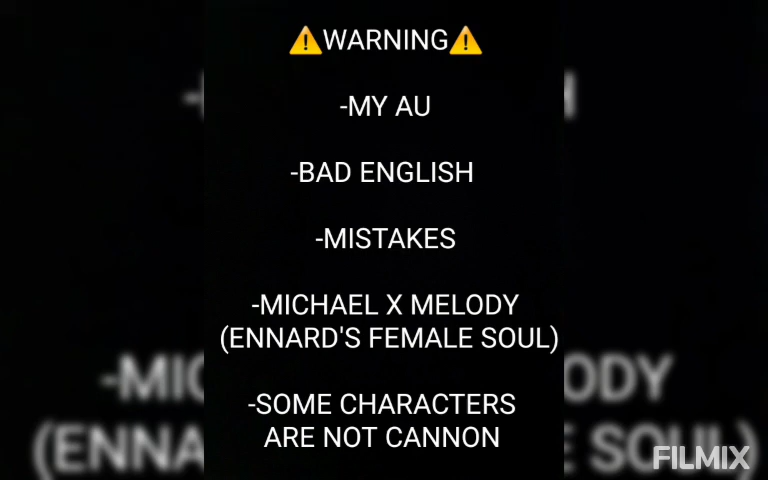 ⚠️WARNING⚠️
-MY AU
-BAD ENGLISH
-MISTAKES
-MICHAEL X MELODY
(ENNARD'S FEMALE SOUL)
-SOME CHARACTERS
ARE NOT CANNON
FILMIX